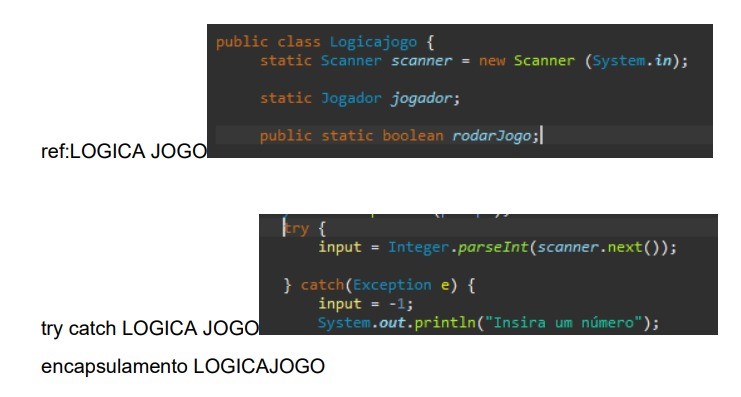 public class Logicajogo {
static Scanner scanner = new Scanner (System.in);
static Jogador jogador;
public static boolean rodarJogo;
ref:LOGICA JOGO
try {
input = Integer.parseInt(scanner.next());
} catch(Exception e) {
input = -1;
System.out.println("Insira um número");
try catch LOGICA JOGO
encapsulamento LOGICAJOGO